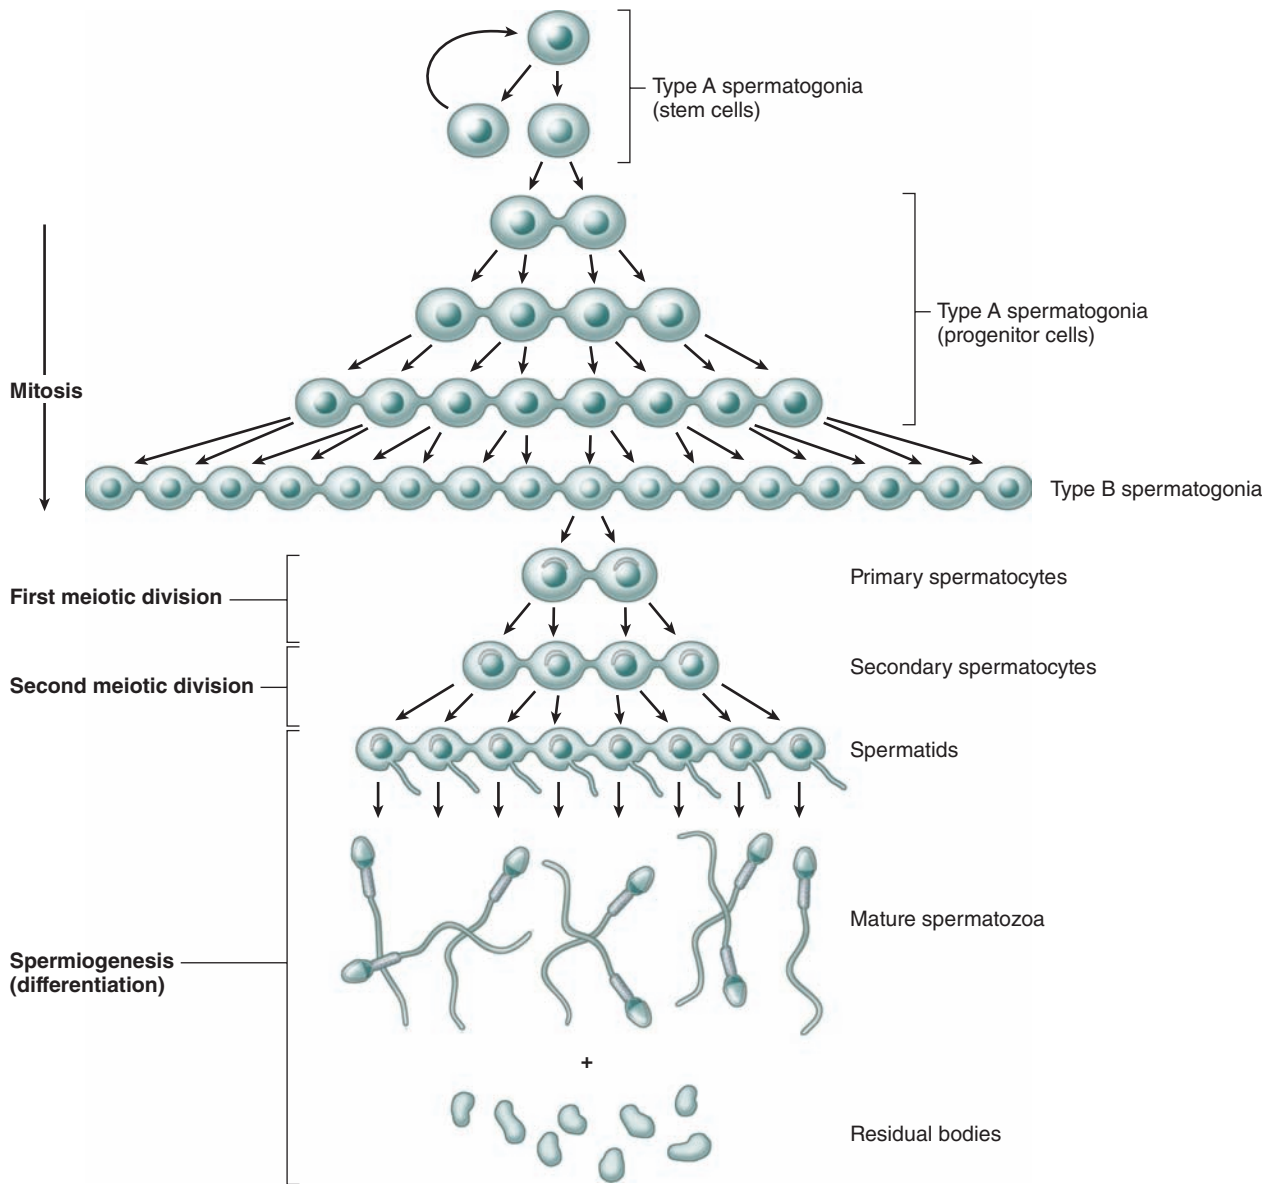 Type A spermatogonia
(stem cells)
Type A spermatogonia
(progenitor cells)
Mitosis
Type B spermatogonia
First meiotic division
Primary spermatocytes
Second meiotic division
Secondary spermatocytes
Spermatids
Mature spermatozoa
Spermiogenesis
(differentiation)
+
Residual bodies